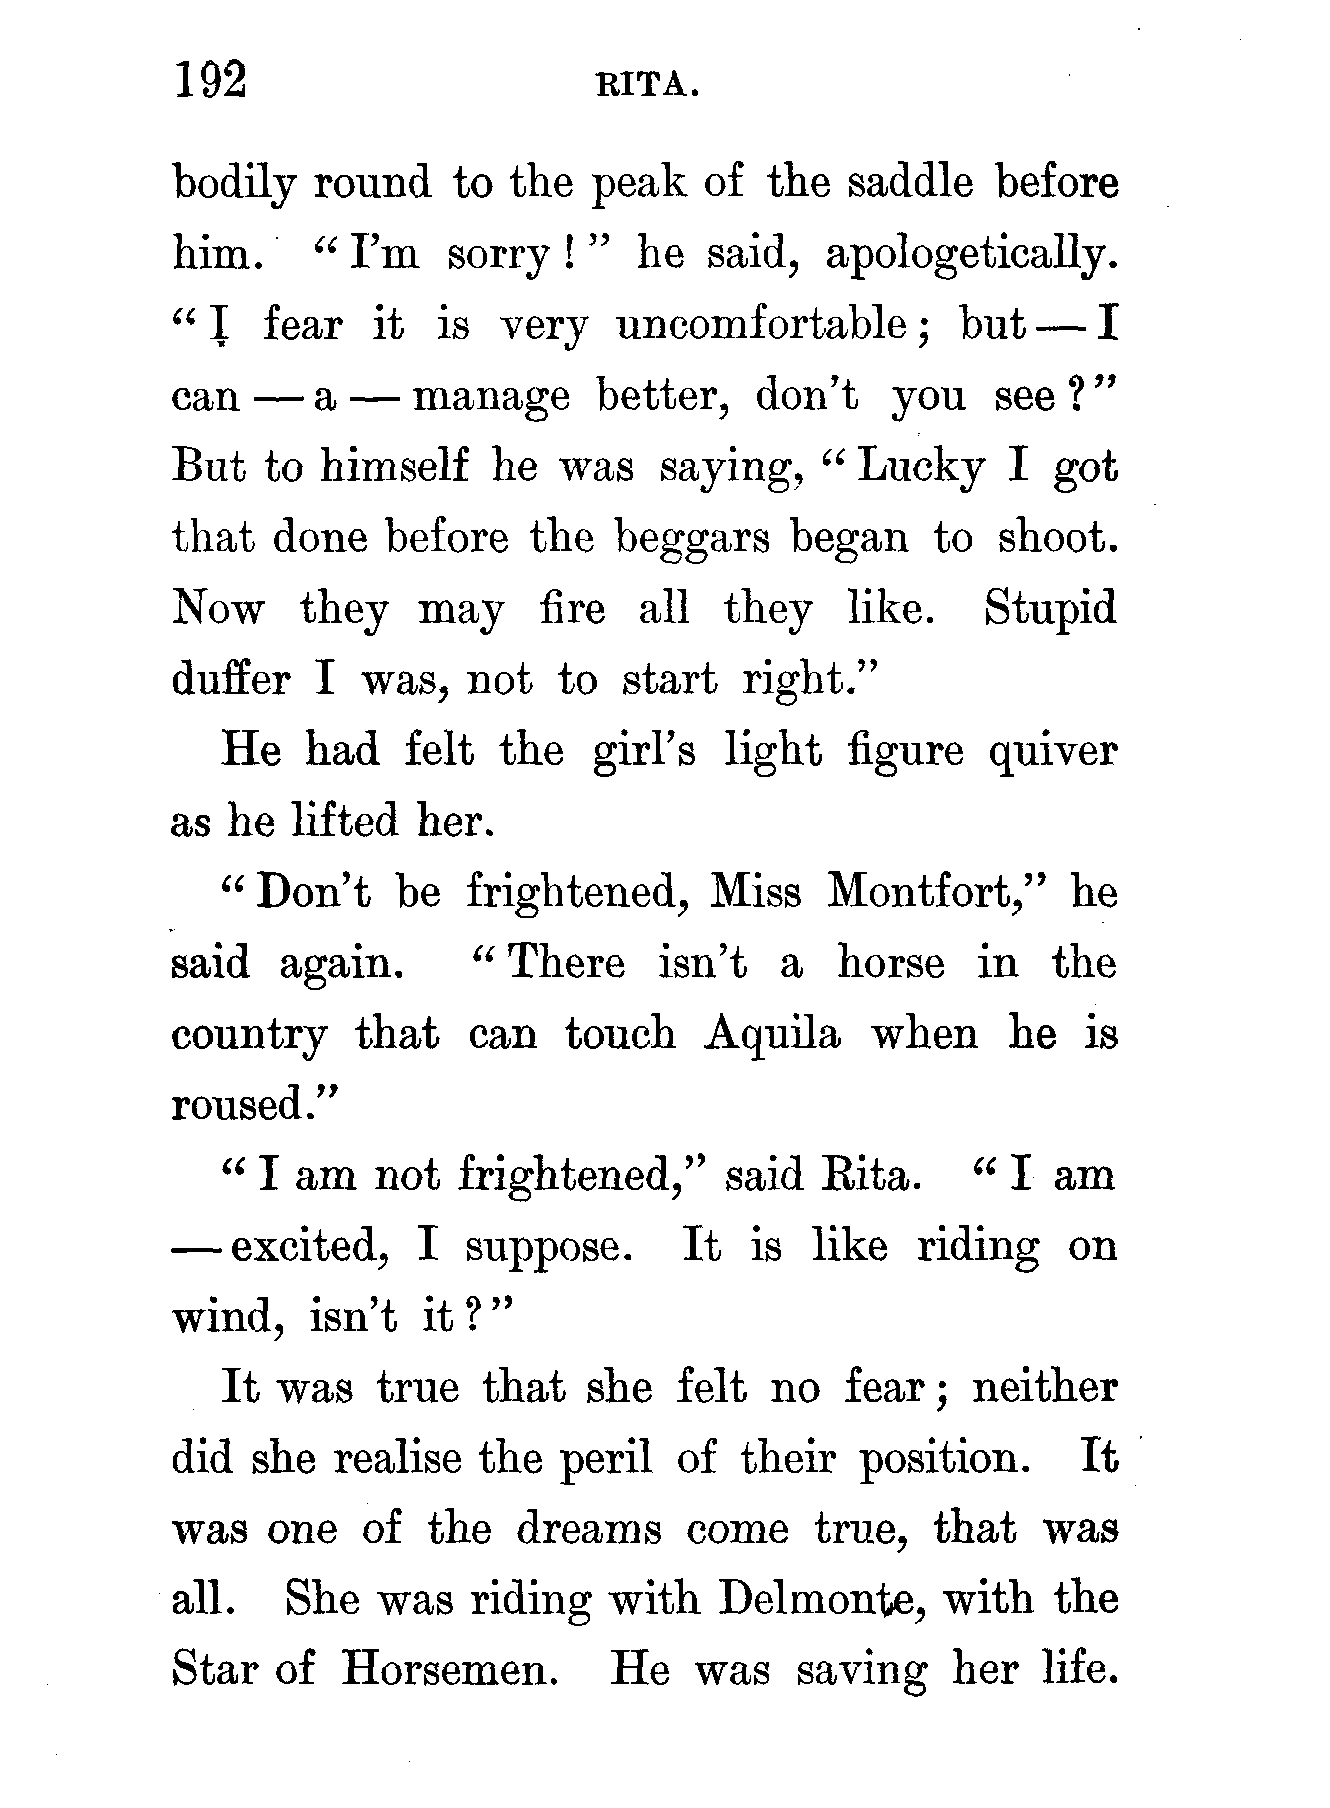 192 RITA.
bodily round to the peak of the saddle before
him. “I’m sorry!” he said, apologetically.
“I fear it is very uncomfortable; but—I
can—a—manage better, don’t you see?”
But to himself he was saying, “Lucky I got
that done before the beggars began to shoot.
Now they may fire all they like. Stupid
duffer I was, not to start right.”
He had felt the girl’s light figure quiver
as he lifted her.
“Don’t be frightened, Miss Montfort,” he
said again. “There isn’t a horse in the
country that can touch Aquila when he is
roused.”
“I am not frightened,” said Rita. “I am
—excited, I suppose. It is like riding on
wind, isn’t it?”
It was true that she felt no fear; neither
did she realise the peril of their position. It
was one of the dreams come true, that was
all. She was riding with Delmonte, with the
Star of Horsemen. He was saving her life.